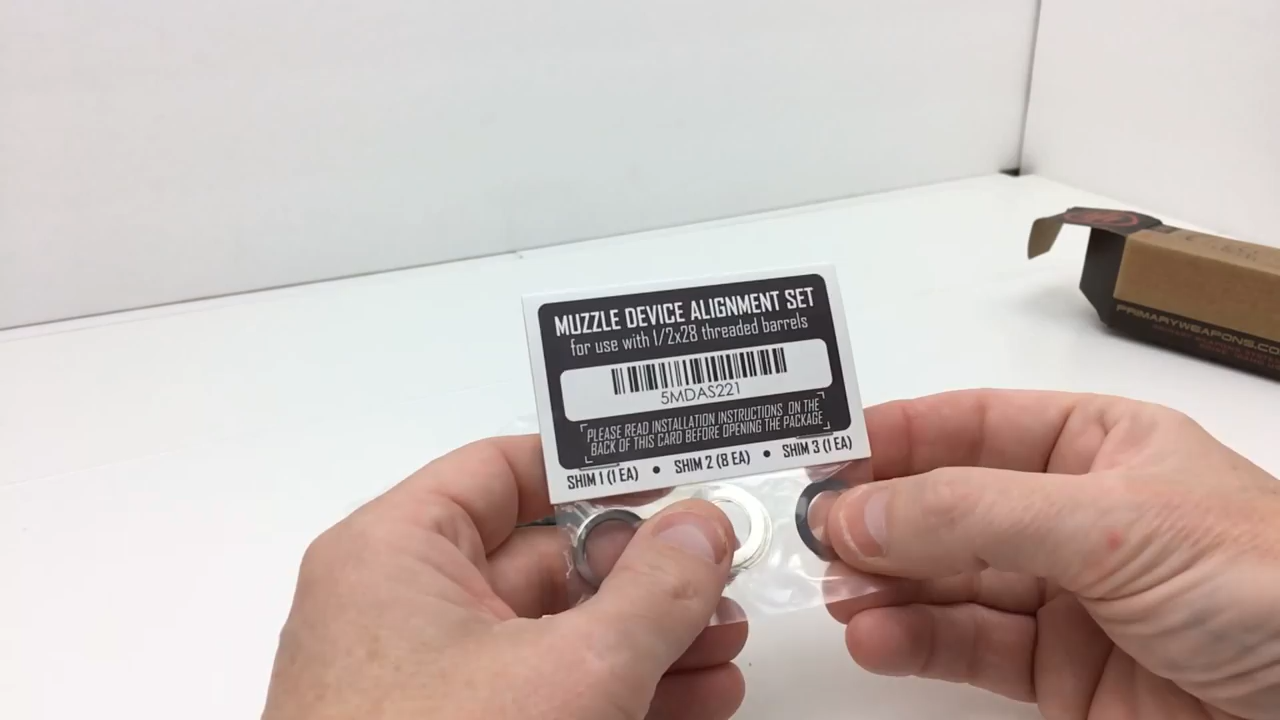 MUZZLE DEVICE ALIGNMENT SET
for use with 1/2x28 threaded barrels
5MDAS221
PLEASE READ INSTALLATION INSTRUCTIONS ON THE
BACK OF THIS CARD BEFORE OPENING THE PACKAGE
SHIM 1 (1 EA) • SHIM 2 (8 EA) • SHIM 3 (1 EA)
PRIMARYWEAPONS.CO